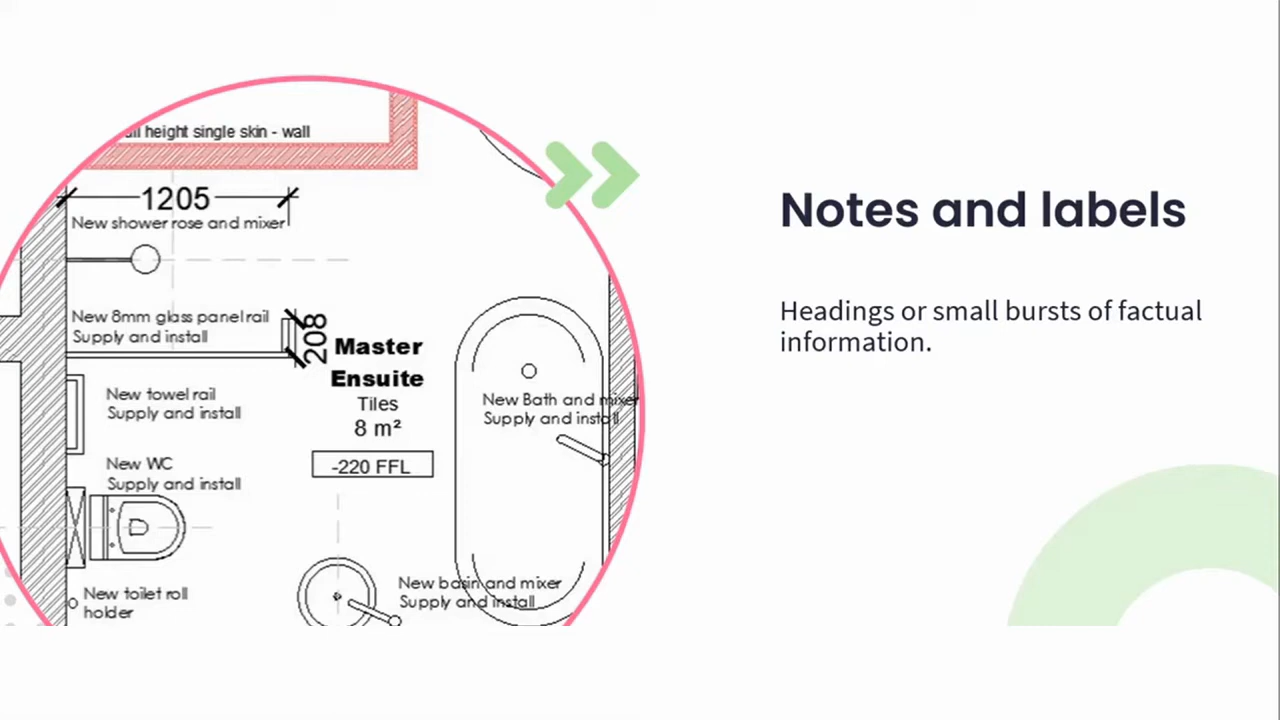 height single skin - wall
1205
New shower rose and mixer
New 8mm glass panel rail
Supply and install
208
Master
Ensuite
Tiles
8 m²
-220 FFL
New towel rail
Supply and install
New WC
Supply and install
New toilet roll
holder
New Bath and mixer
Supply and install
New basin and mixer
Supply and install
Notes and labels
Headings or small bursts of factual
information.